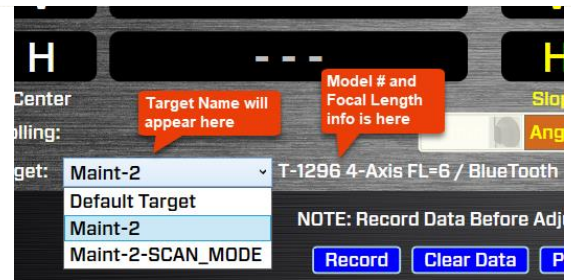 H - - - H
Center
Slop
Target Name will
appear here
Model # and
Focal Length
info is here
olling:
Ang
get: Maint-2 T-1296 4-Axis FL=6 / BlueTooth
Default Target
Maint-2
Maint-2-SCAN_MODE
NOTE: Record Data Before Adj
Record Clear Data P